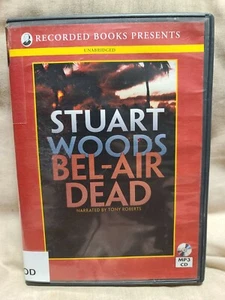 RECORDED BOOKS PRESENTS
UNABRIDGED
STUART
WOODS
BEL-AIR
DEAD
NARRATED BY TONY ROBERTS
OD
MP3
CD